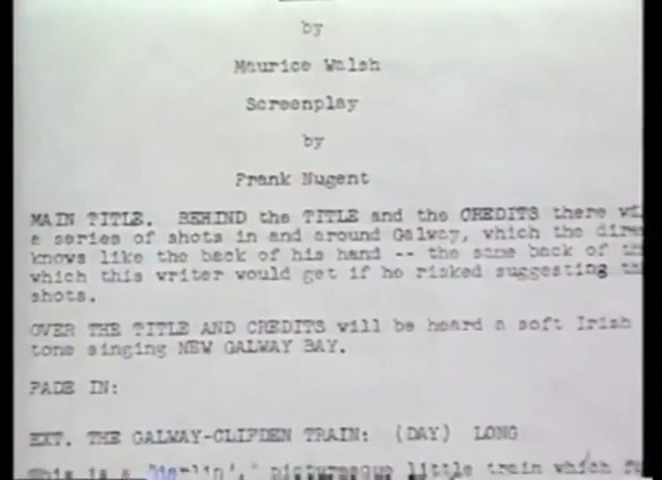 by
Maurice Walsh
Screenplay
by
Frank Nugent
MAIN TITLE. BEHIND the TITLE and the CREDITS there
a series of shots in and around Galway, which the
knows like the back of his hand -- the same back of
which this writer would get if he risked suggesting
shots.
OVER THE TITLE AND CREDITS will be heard a soft Irish
tone singing NEW GALWAY BAY.
FADE IN:
EXT. THE GALWAY-CLIFDEN TRAIN: (DAY) LONG
This is a picturesque little train which